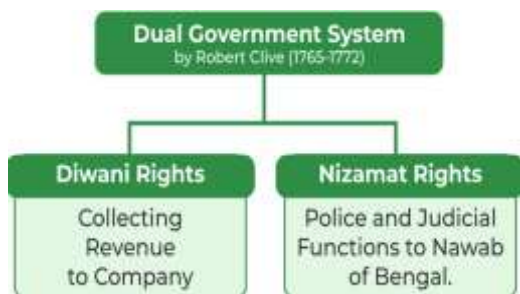 Dual Government System
by Robert Clive (1765-1772)
Diwani Rights
Collecting
Revenue
to Company
Nizamat Rights
Police and Judicial
Functions to Nawab
of Bengal.